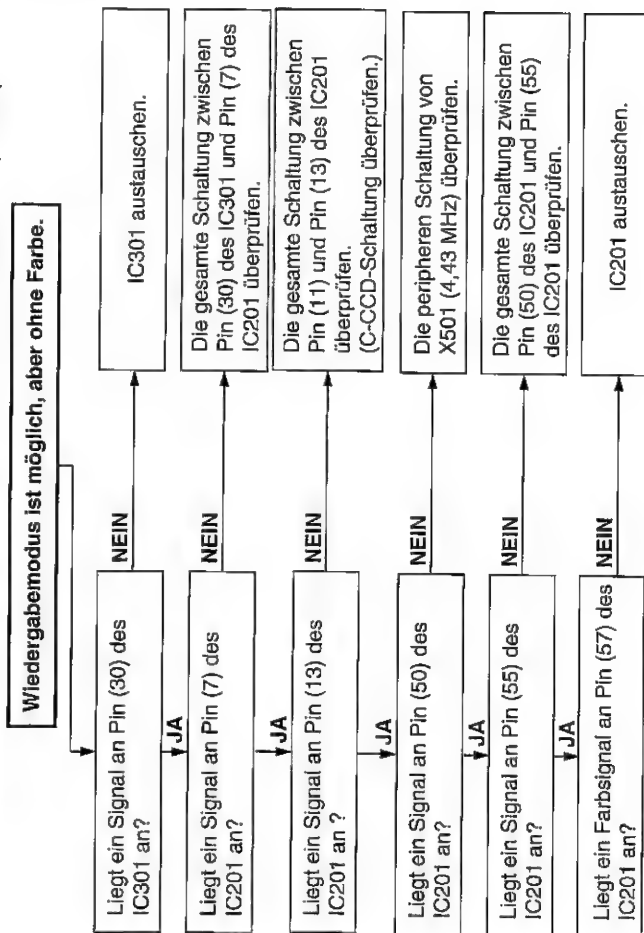 Wiedergabemodus ist möglich, aber ohne Farbe.
Liegt ein Signal an Pin (30) des
IC301 an?
NEIN
IC301 austauschen.
JA
Liegt ein Signal an Pin (7) des
IC201 an?
NEIN
Die gesamte Schaltung zwischen
Pin (30) des IC301 und Pin (7) des
IC201 überprüfen.
JA
Liegt ein Signal an Pin (13) des
IC201 an ?
NEIN
Die gesamte Schaltung zwischen
Pin (11) und Pin (13) des IC201
überprüfen.
(C-CCD-Schaltung überprüfen.)
JA
Liegt ein Signal an Pin (50) des
IC201 an?
NEIN
Die peripheren Schaltung von
X501 (4,43 MHz) überprüfen.
JA
Liegt ein Signal an Pin (55) des
IC201 an?
NEIN
Die gesamte Schaltung zwischen
Pin (50) des IC201 und Pin (55)
des IC201 überprüfen.
JA
Liegt ein Farbsignal an Pin (57) des
IC201 an?
NEIN
IC201 austauschen.